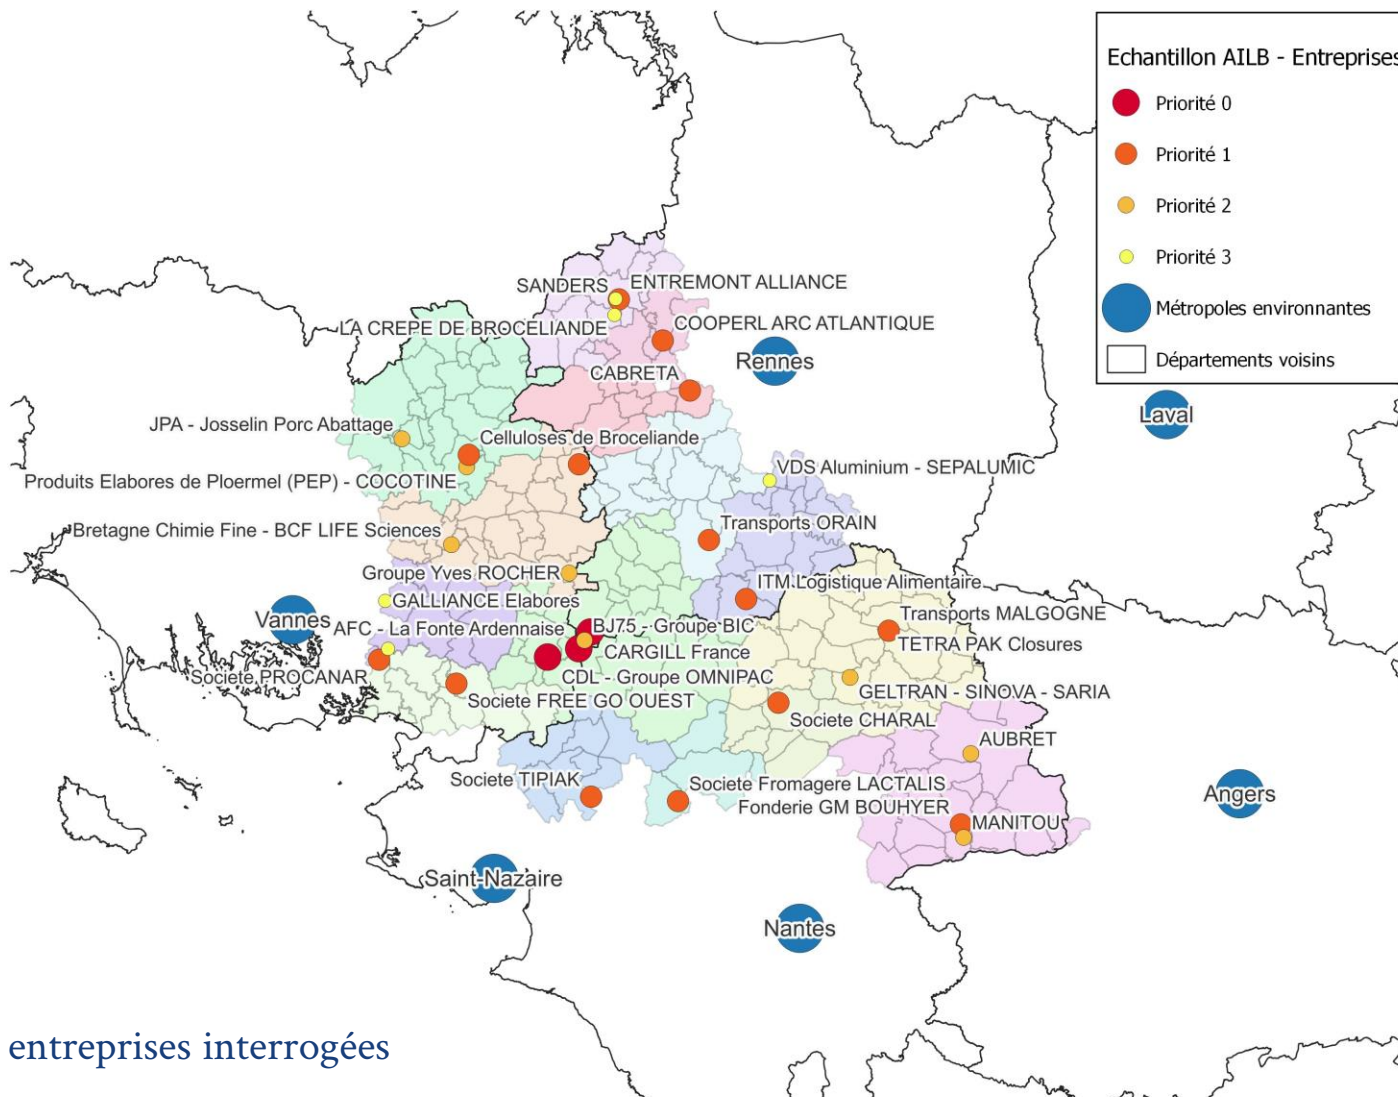 Echantillon AILB - Entreprises
Priorité 0
Priorité 1
Priorité 2
Priorité 3
Métropoles environnantes
Départements voisins
SANDERS
ENTREMONT ALLIANCE
LA CREPE DE BROCELIANDE
COOPERL ARC ATLANTIQUE
Rennes
CABRETA
Laval
JPA - Josselin Porc Abattage
Celluloses de Broceliande
Produits Elabores de Ploermel (PEP) - COCOTINE
VDS Aluminium - SEPALUMIC
Bretagne Chimie Fine - BCF LIFE Sciences
Transports ORAIN
Groupe Yves ROCHER
ITM Logistique Alimentaire
GALLIANCE Elabores
Vannes
AFC - La Fonte Ardennaise
BJ75 - Groupe BIC
Transports MALGOGNE
TETRA PAK Closures
CARGILL France
Societe PROCANAR
CDL - Groupe OMNIPAC
GELTRAN - SINOVA - SARIA
Societe FREE GO OUEST
Societe CHARAL
AUBRET
Societe TIPIAK
Societe Fromagere LACTALIS
Angers
Fonderie GM BOUHYER
MANITOU
Saint-Nazaire
Nantes
entreprises interrogées